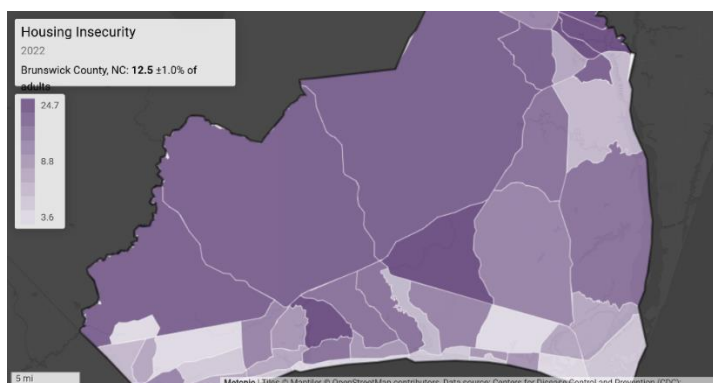 Housing Insecurity
2022
Brunswick County, NC: 12.5 ±1.0% of
adults
24.7
8.8
3.6
5 mi
Metopio | Tiles © Maptiler © OpenStreetMap contributors. Data source: Centers for Disease Control and Prevention (CDC):